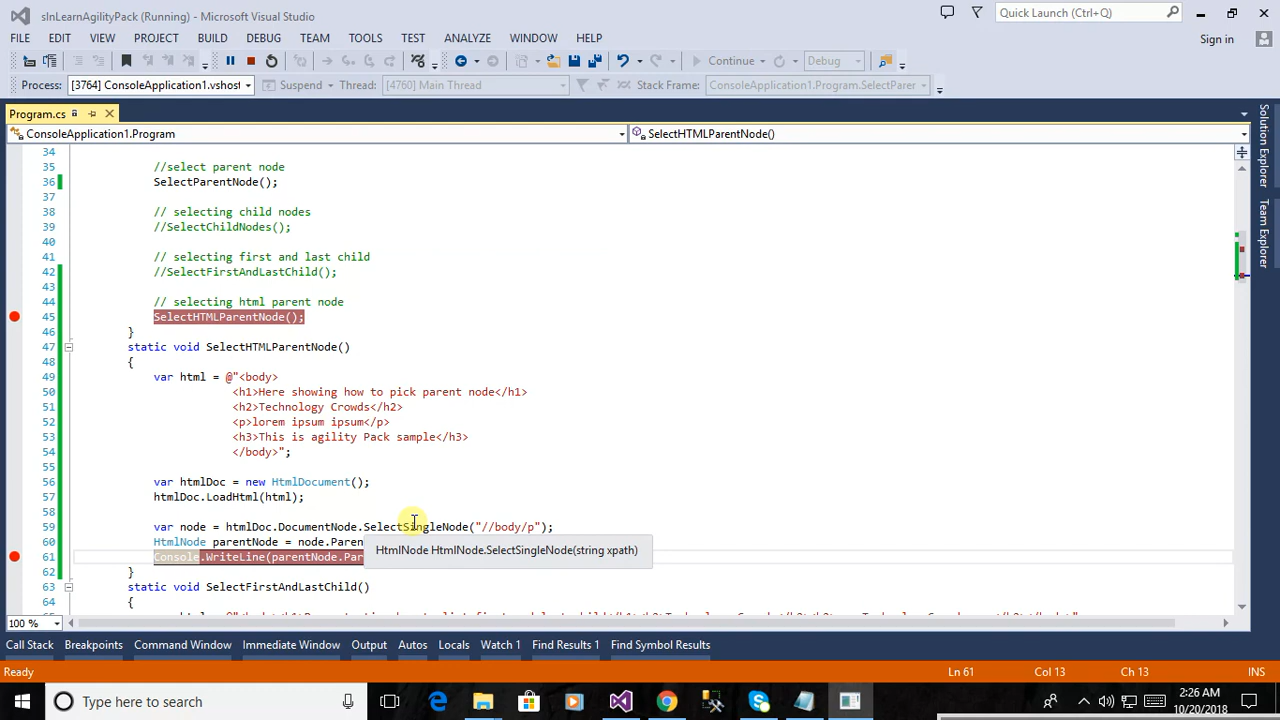 slnLearnAgilityPack (Running) - Microsoft Visual Studio
Quick Launch (Ctrl+Q)
FILE EDIT VIEW PROJECT BUILD DEBUG TEAM TOOLS TEST ANALYZE WINDOW HELP
Sign in
Continue Debug
Process: [3764] ConsoleApplication1.vshost Suspend Thread: [4760] Main Thread Stack Frame: ConsoleApplication1.Program.SelectParer
Program.cs
ConsoleApplication1.Program SelectHTMLParentNode()
34
35 //select parent node
36 SelectParentNode();
37
38 // selecting child nodes
39 //SelectChildNodes();
40
41 // selecting first and last child
42 //SelectFirstAndLastChild();
43
44 // selecting html parent node
45 SelectHTMLParentNode();
46 }
47 static void SelectHTMLParentNode()
48 {
49 var html = @"<body>
50 <h1>Here showing how to pick parent node</h1>
51 <h2>Technology Crowds</h2>
52 <p>lorem ipsum ipsum</p>
53 <h3>This is agility Pack sample</h3>
54 </body>";
55
56 var htmlDoc = new HtmlDocument();
57 htmlDoc.LoadHtml(html);
58
59 var node = htmlDoc.DocumentNode.SelectSingleNode("//body/p");
60 HtmlNode parentNode = node.Paren
HtmlNode HtmlNode.SelectSingleNode(string xpath)
61 Console.WriteLine(parentNode.Par
62 }
63 static void SelectFirstAndLastChild()
64 {
Solution Explorer
Team Explorer
100 %
Call Stack Breakpoints Command Window Immediate Window Output Autos Locals Watch 1 Find Results 1 Find Symbol Results
Ready Ln 61 Col 13 Ch 13 INS
Type here to search
2:26 AM
10/20/2018